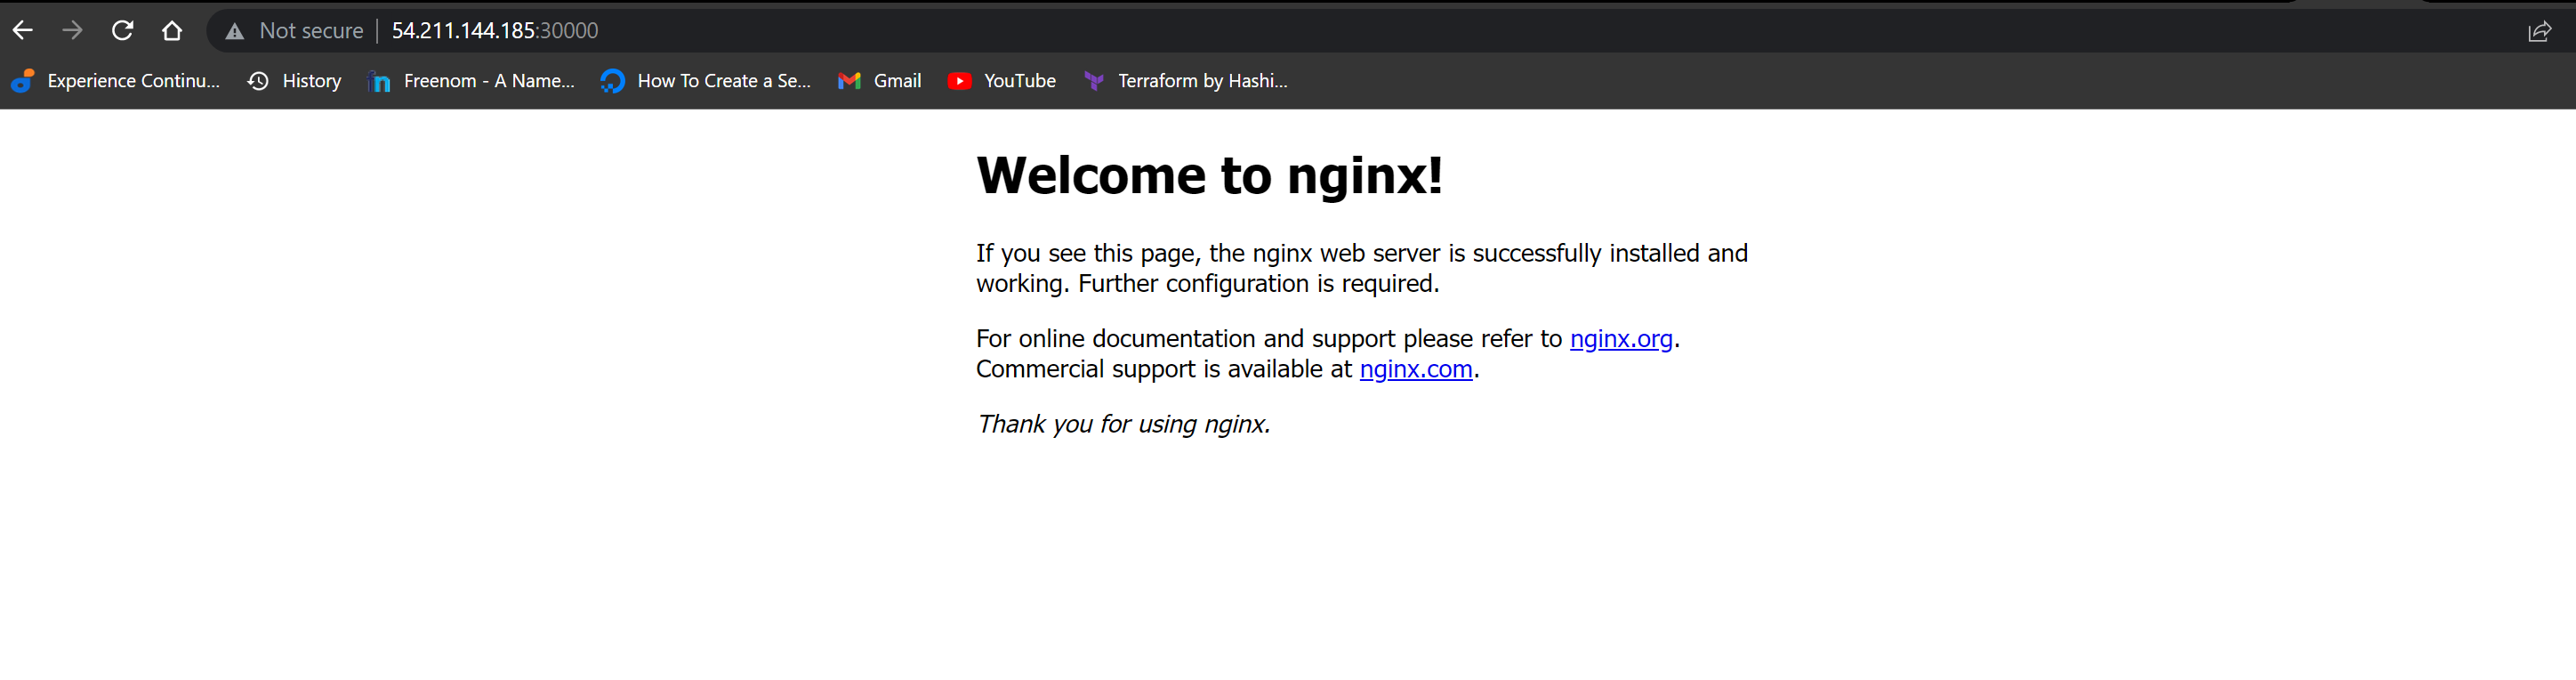 Not secure | 54.211.144.185:30000
Experience Continu... History Freenom - A Name... How To Create a Se... Gmail YouTube Terraform by Hashi...
Welcome to nginx!
If you see this page, the nginx web server is successfully installed and
working. Further configuration is required.
For online documentation and support please refer to nginx.org.
Commercial support is available at nginx.com.
Thank you for using nginx.